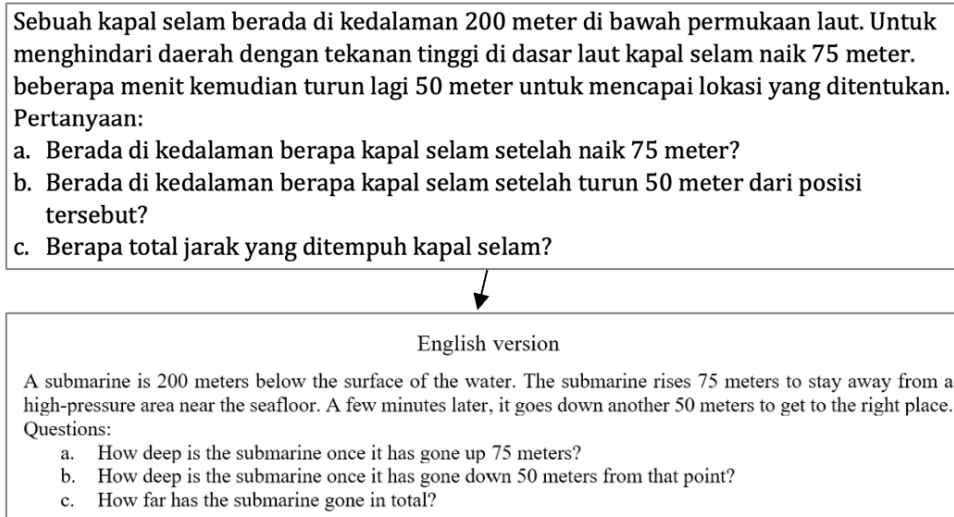 Sebuah kapal selam berada di kedalaman 200 meter di bawah permukaan laut. Untuk
menghindari daerah dengan tekanan tinggi di dasar laut kapal selam naik 75 meter.
beberapa menit kemudian turun lagi 50 meter untuk mencapai lokasi yang ditentukan.
Pertanyaan:
a. Berada di kedalaman berapa kapal selam setelah naik 75 meter?
b. Berada di kedalaman berapa kapal selam setelah turun 50 meter dari posisi
tersebut?
c. Berapa total jarak yang ditempuh kapal selam?
English version
A submarine is 200 meters below the surface of the water. The submarine rises 75 meters to stay away from a
high-pressure area near the seafloor. A few minutes later, it goes down another 50 meters to get to the right place.
Questions:
a. How deep is the submarine once it has gone up 75 meters?
b. How deep is the submarine once it has gone down 50 meters from that point?
c. How far has the submarine gone in total?